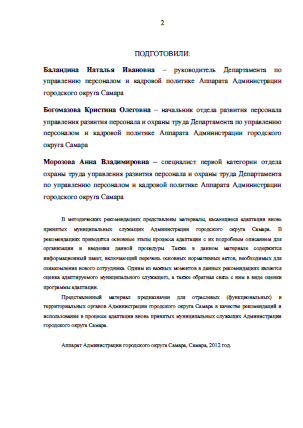 2
ПОДГОТОВИЛИ:
Баландина Наталья Ивановна – руководитель Департамента по
управлению персоналом и кадровой политике Аппарата Администрации
городского округа Самара
Богомазова Кристина Олеговна – начальник отдела развития персонала
управления развития персонала и охраны труда Департамента по управлению
персоналом и кадровой политике Аппарата Администрации городского
округа Самара
Морозова Анна Владимировна – специалист первой категории отдела
охраны труда управления развития персонала и охраны труда Департамента
по управлению персоналом и кадровой политике Аппарата Администрации
городского округа Самара
В методических рекомендациях представлены материалы, касающиеся адаптации вновь
принятых муниципальных служащих Администрации городского округа Самара. В
рекомендациях приводятся основные этапы процесса адаптации с их подробным описанием для
организации и введения данной процедуры. Также в данном материале содержится
информационный пакет, включающий перечень основных нормативных актов, необходимых для
ознакомления нового сотрудника. Одним из важных моментов в данных рекомендациях является
оценка адаптируемого муниципального служащего, а также обратная связь с ним в виде оценки
программы адаптации.
Представленный материал предназначен для отраслевых (функциональных) и
территориальных органов Администрации городского округа Самара в качестве рекомендаций к
использованию в процессе адаптации вновь принятых муниципальных служащих Администрации
городского округа Самара.
Аппарат Администрации городского округа Самара, Самара, 2012 год.